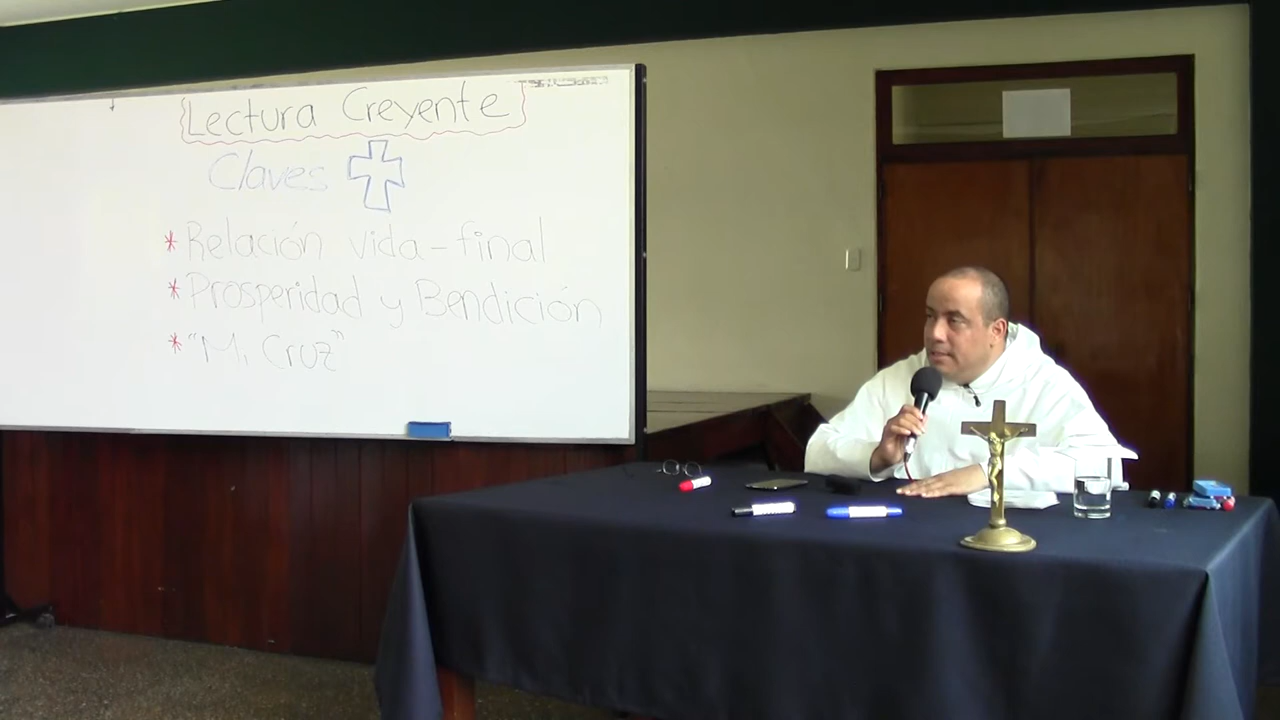 Lectura Creyente
Claves
* Relación vida - final
* Prosperidad y Bendición
* "Mi Cruz"